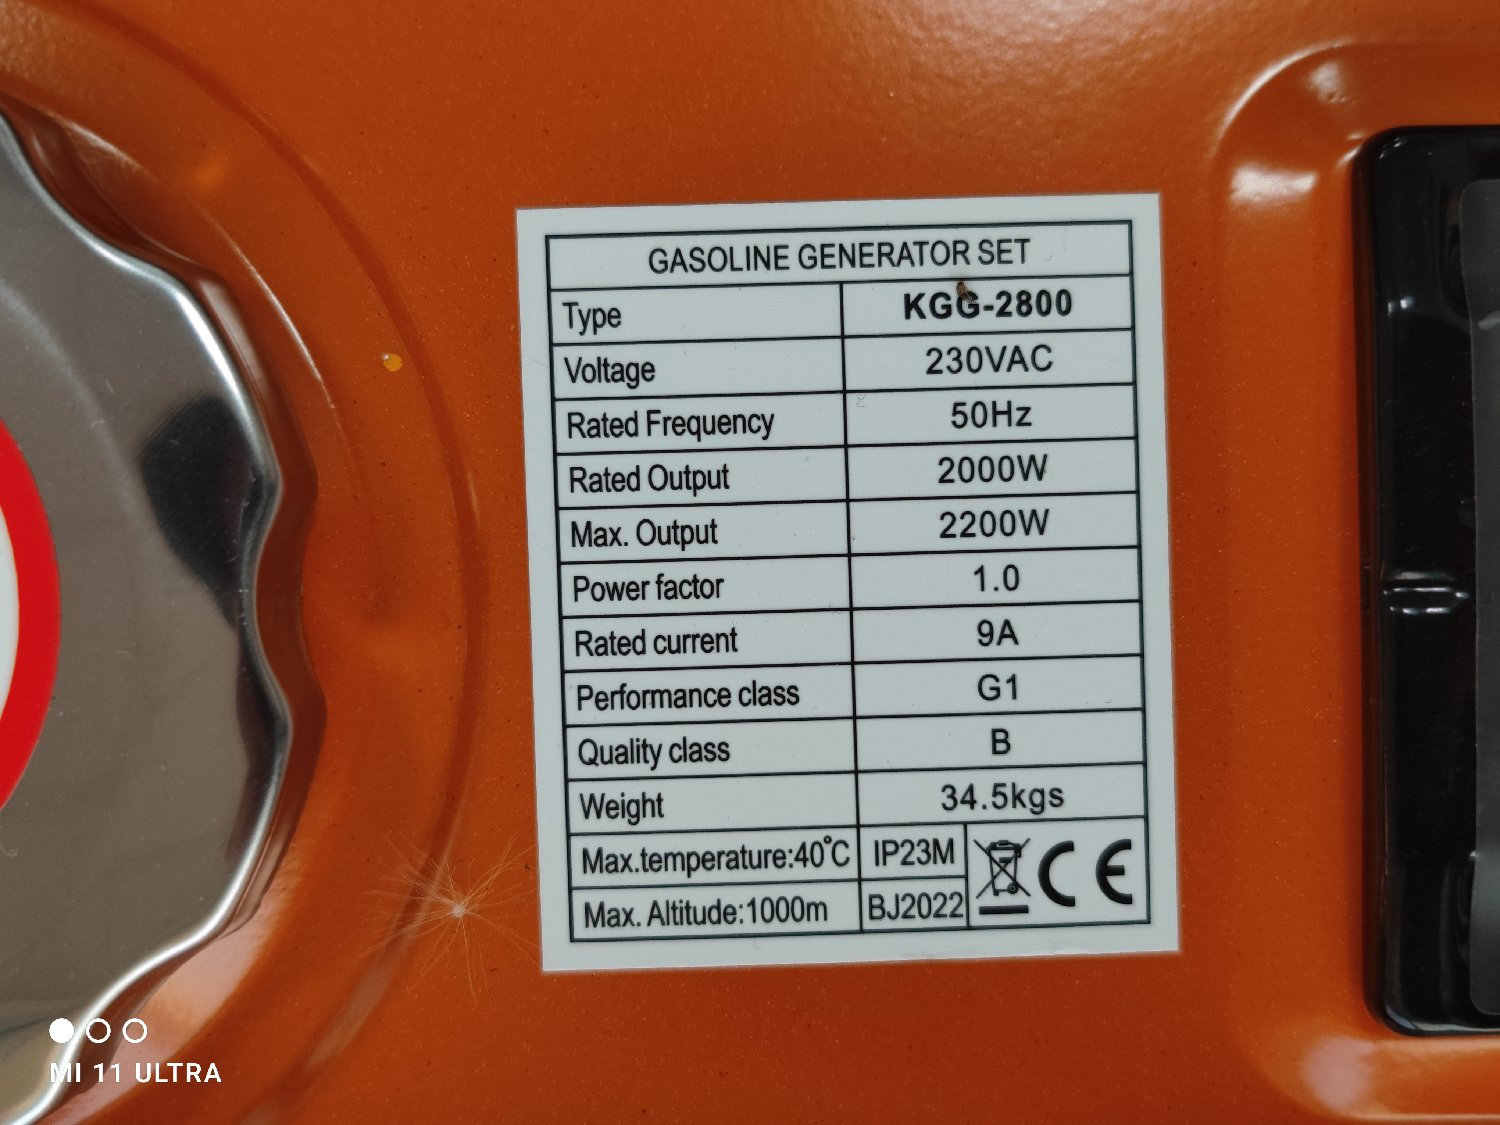 GASOLINE GENERATOR SET
Type KGG-2800
Voltage 230VAC
Rated Frequency 50Hz
Rated Output 2000W
Max. Output 2200W
Power factor 1.0
Rated current 9A
Performance class G1
Quality class B
Weight 34.5kgs
Max.temperature:40°C IP23M
Max. Altitude:1000m BJ2022
CE
MI 11 ULTRA